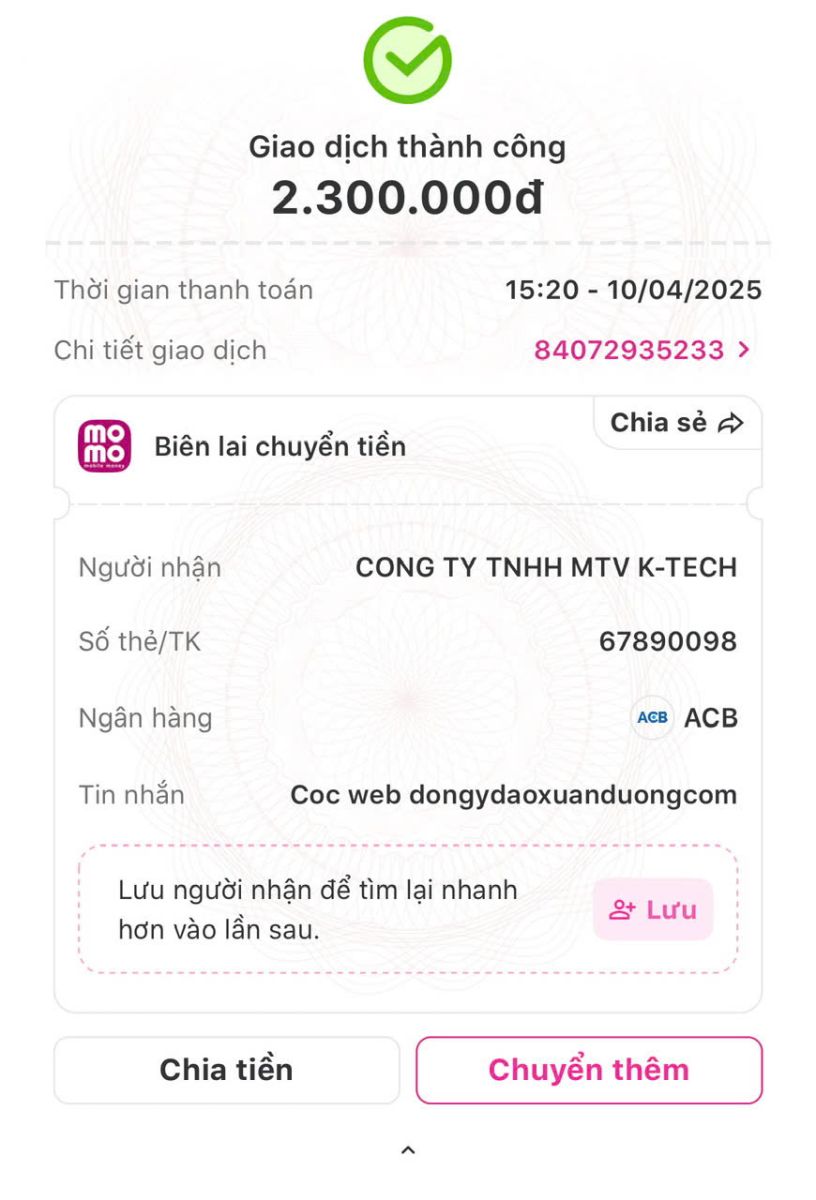 Giao dịch thành công
2.300.000đ
Thời gian thanh toán 15:20 - 10/04/2025
Chi tiết giao dịch 84072935233 >
Chia sẻ
momo mobile money
Biên lai chuyển tiền
Người nhận CONG TY TNHH MTV K-TECH
Số thẻ/TK 67890098
Ngân hàng ACB ACB
Tin nhắn Coc web dongydaoxuanduongcom
Lưu người nhận để tìm lại nhanh
hơn vào lần sau.
Lưu
Chia tiền Chuyển thêm